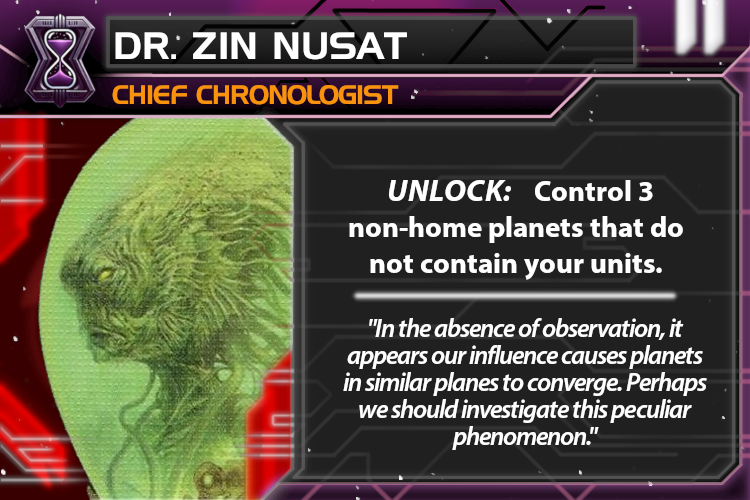 DR. ZIN NUSAT
CHIEF CHRONOLOGIST
UNLOCK: Control 3
non-home planets that do
not contain your units.
"In the absence of observation, it
appears our influence causes planets
in similar planes to converge. Perhaps
we should investigate this peculiar
phenomenon."